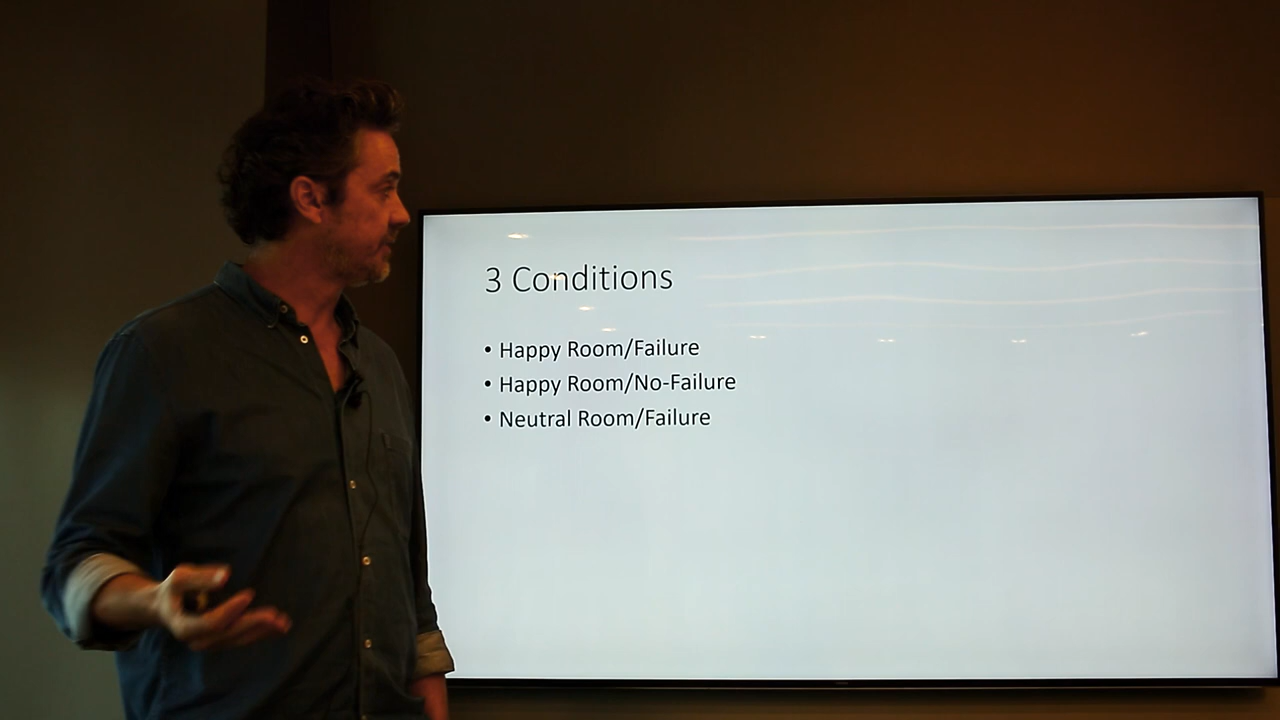 3 Conditions
• Happy Room/Failure
• Happy Room/No-Failure
• Neutral Room/Failure